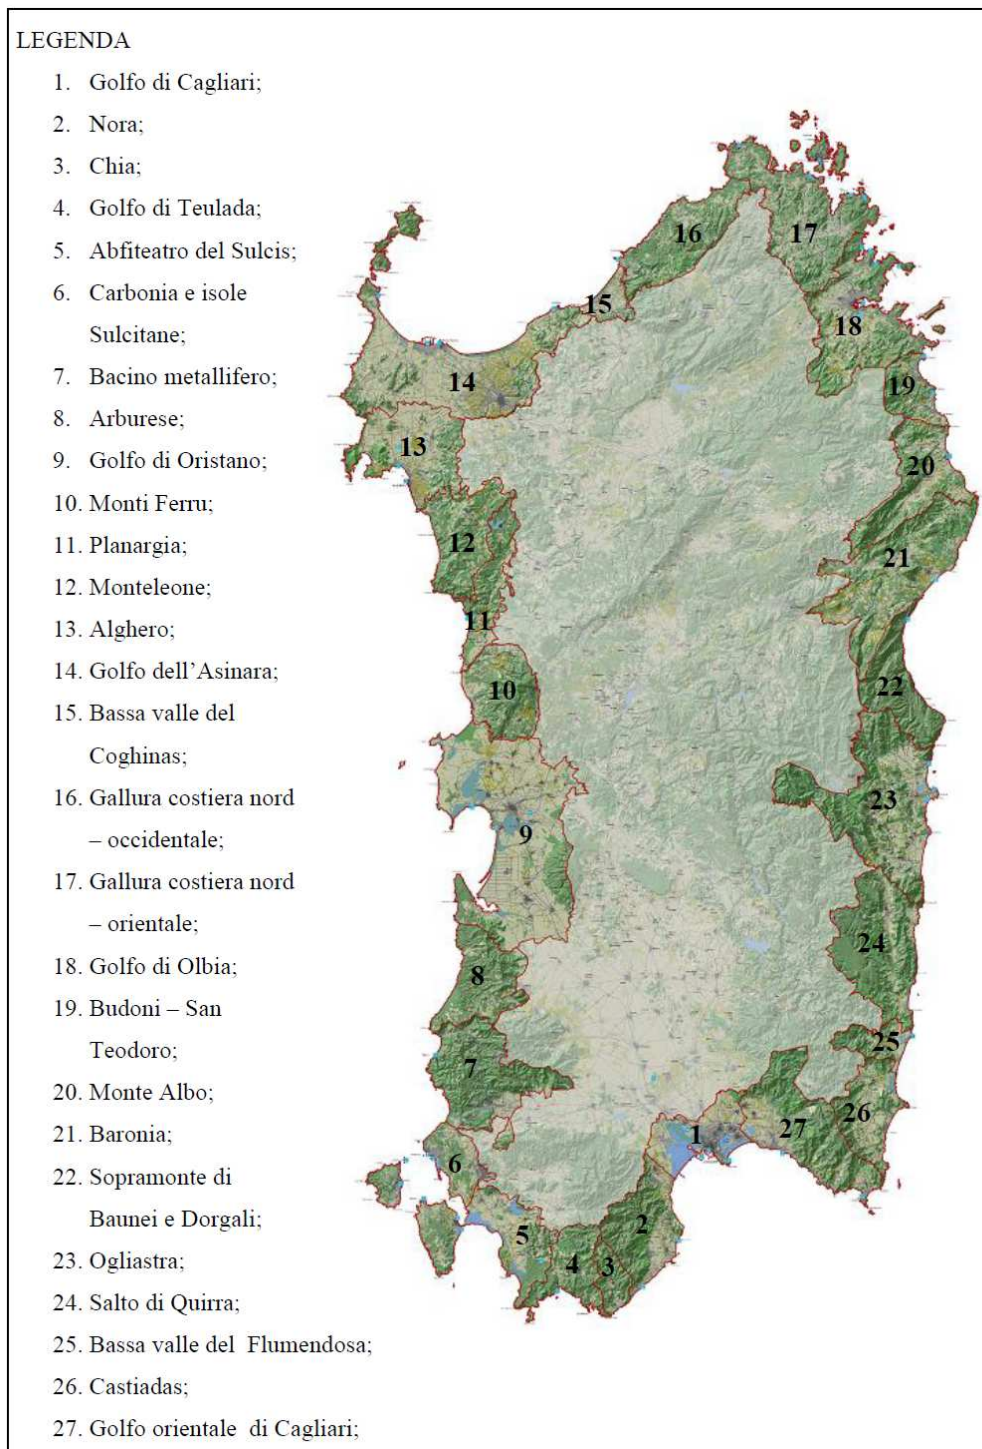 LEGENDA
1. Golfo di Cagliari;
2. Nora;
3. Chia;
4. Golfo di Teulada;
5. Abfiteatro del Sulcis;
6. Carbonia e isole
Sulcitane;
7. Bacino metallifero;
8. Arburese;
9. Golfo di Oristano;
10. Monti Ferru;
11. Planargia;
12. Monteleone;
13. Alghero;
14. Golfo dell’Asinara;
15. Bassa valle del
Coghinas;
16. Gallura costiera nord
– occidentale;
17. Gallura costiera nord
– orientale;
18. Golfo di Olbia;
19. Budoni – San
Teodoro;
20. Monte Albo;
21. Baronia;
22. Sopramonte di
Baunei e Dorgali;
23. Ogliastra;
24. Salto di Quirra;
25. Bassa valle del Flumendosa;
26. Castiadas;
27. Golfo orientale di Cagliari;
16
17
15
18
14
19
13
20
12
21
11
22
10
23
9
24
8
25
7
26
27
1
6
2
5
4
3